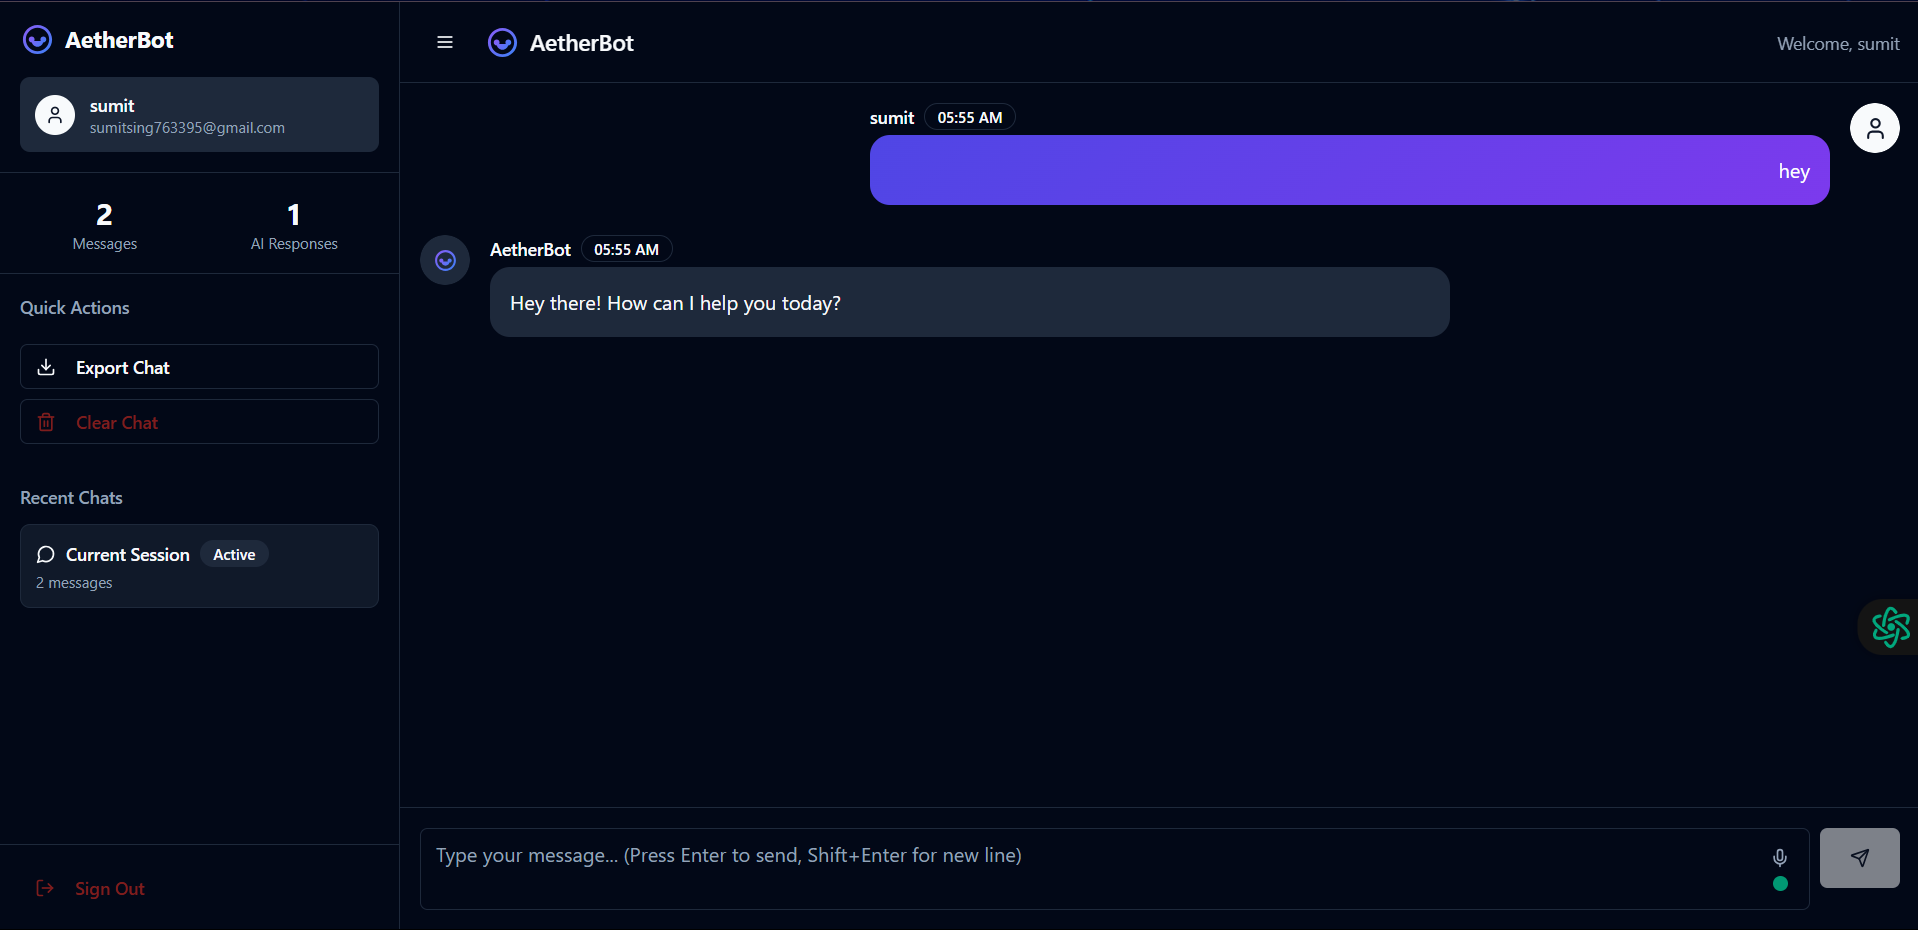 AetherBot
sumit
sumitsing763395@gmail.com
2
Messages
1
AI Responses
Quick Actions
Export Chat
Clear Chat
Recent Chats
Current Session Active
2 messages
Sign Out
AetherBot
Welcome, sumit
sumit 05:55 AM
hey
AetherBot 05:55 AM
Hey there! How can I help you today?
Type your message... (Press Enter to send, Shift+Enter for new line)